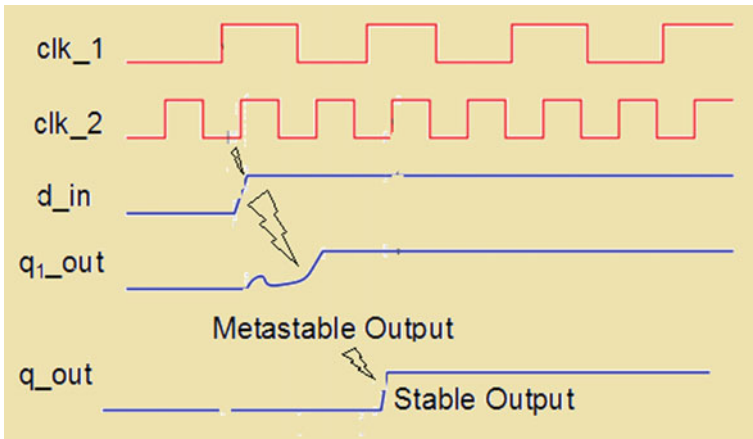 clk_1
clk_2
d_in
q₁_out
Metastable Output
q_out
Stable Output